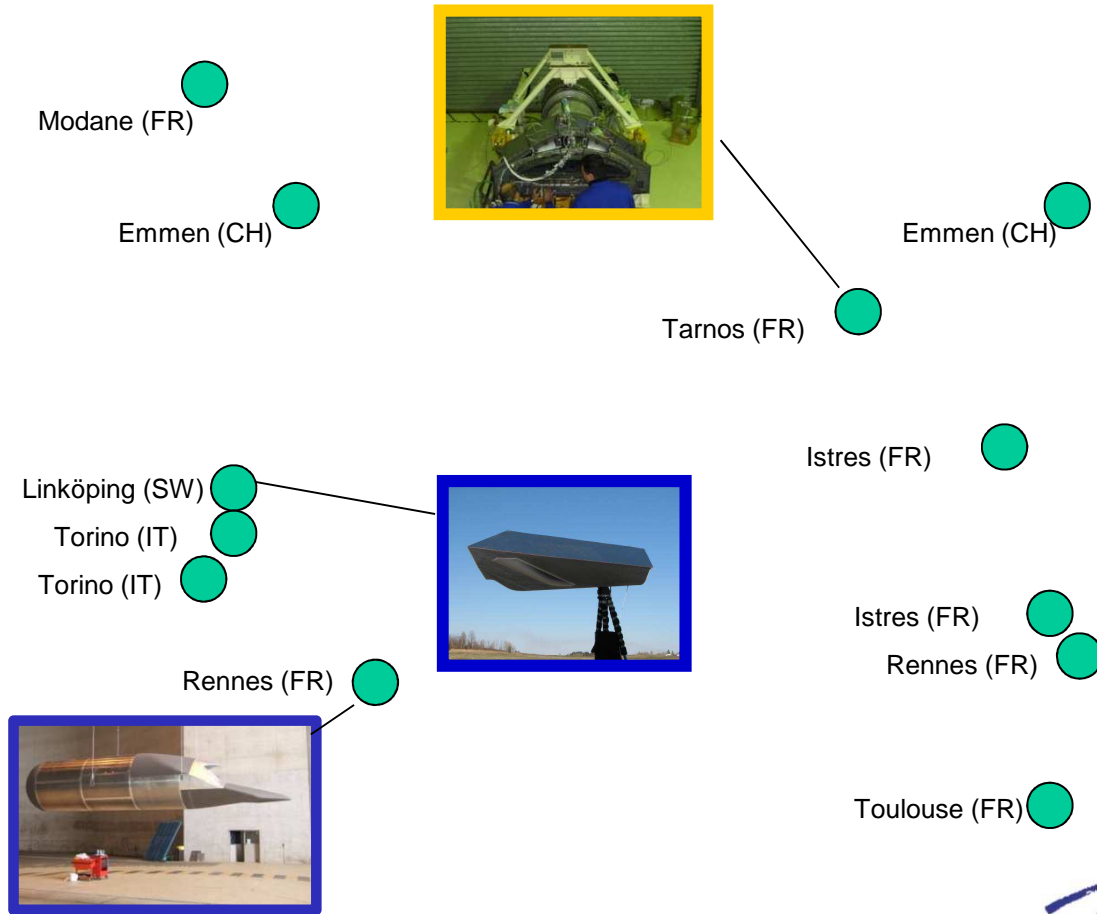 Modane (FR)
Emmen (CH)
Emmen (CH)
Tarnos (FR)
Istres (FR)
Linköping (SW)
Torino (IT)
Torino (IT)
Istres (FR)
Rennes (FR)
Rennes (FR)
Toulouse (FR)